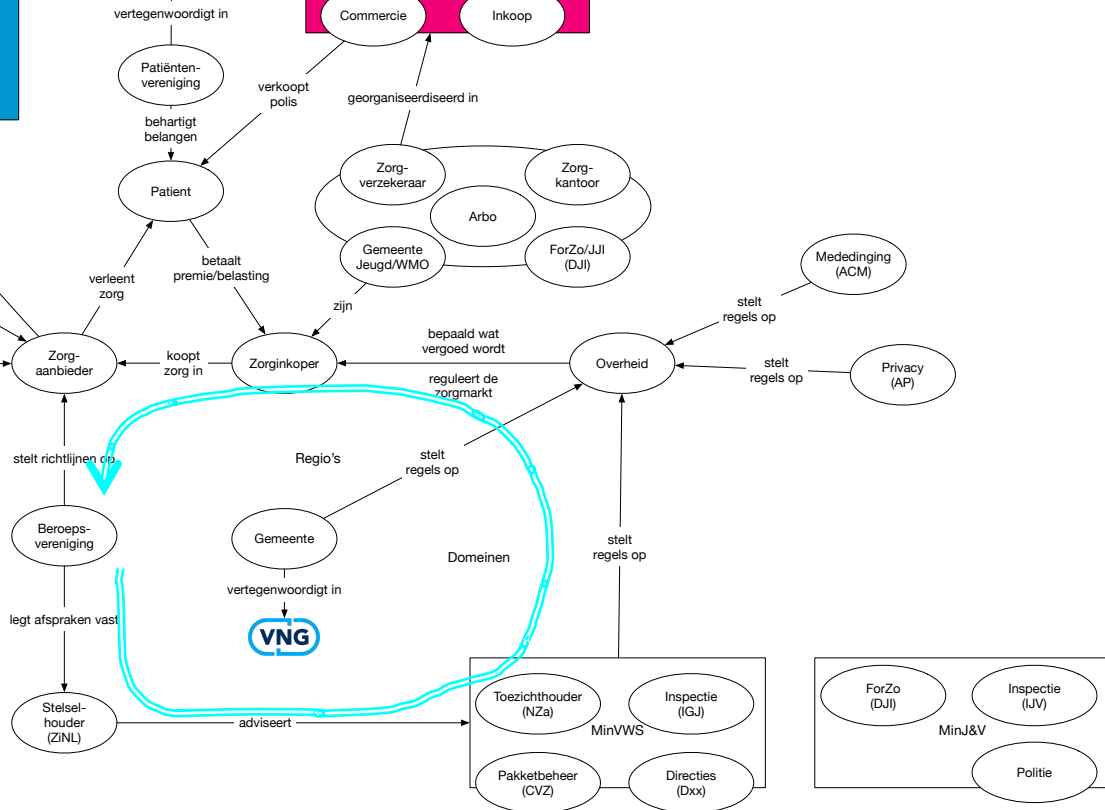 vertegenwoordigt in
Commercie
Inkoop
Patiënten-
vereniging
verkoopt
polis
georganiseerdiseerd in
behartigt
belangen
Zorg-
verzekeraar
Zorg-
kantoor
Patient
Arbo
Gemeente
Jeugd/WMO
ForZo/JJI
(DJI)
betaalt
premie/belasting
verleent
zorg
Mededinging
(ACM)
zijn
stelt
regels op
bepaald wat
vergoed wordt
Zorg-
aanbieder
koopt
zorg in
Zorginkoper
Overheid
stelt
regels op
Privacy
(AP)
reguleert de
zorgmarkt
stelt richtlijnen op
Regio's
stelt
regels op
Beroeps-
vereniging
Gemeente
Domeinen
stelt
regels op
vertegenwoordigt in
legt afspraken vast
VNG
Stelsel-
houder
(ZiNL)
adviseert
Toezichthouder
(NZa)
Inspectie
(IGJ)
MinVWS
Pakketbeheer
(CVZ)
Directies
(Dxx)
ForZo
(DJI)
Inspectie
(IJV)
MinJ&V
Politie